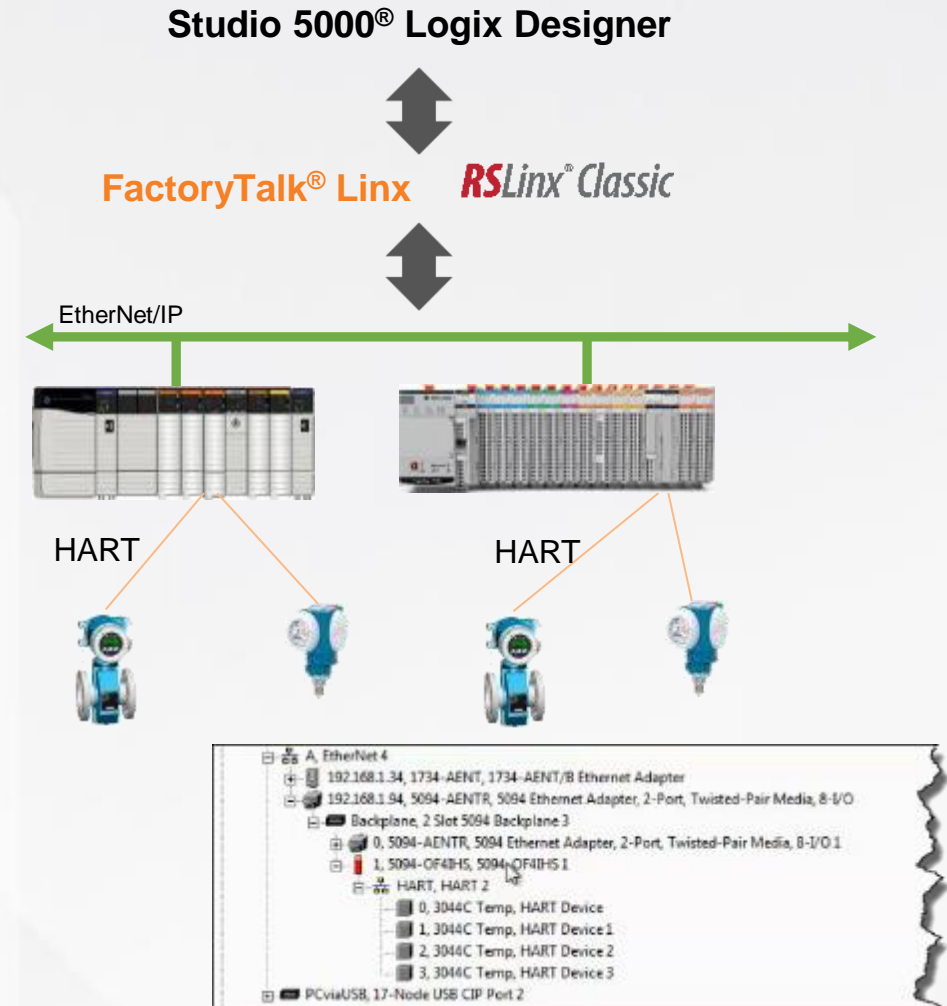 Studio 5000® Logix Designer
FactoryTalk® Linx
RSLinx® Classic
EtherNet/IP
HART
HART
A, EtherNet 4
192.168.1.34, 1734-AENT, 1734-AENT/B Ethernet Adapter
192.168.1.94, 5094-AENTR, 5094 Ethernet Adapter, 2-Port, Twisted-Pair Media, 8-I/O
Backplane, 2 Slot 5094 Backplane 3
0, 5094-AENTR, 5094 Ethernet Adapter, 2-Port, Twisted-Pair Media, 8-I/O 1
1, 5094-OF4IHS, 5094-OF4IHS 1
HART, HART 2
0, 3044C Temp, HART Device
1, 3044C Temp, HART Device 1
2, 3044C Temp, HART Device 2
3, 3044C Temp, HART Device 3
PCviaUSB, 17-Node USB CIP Port 2